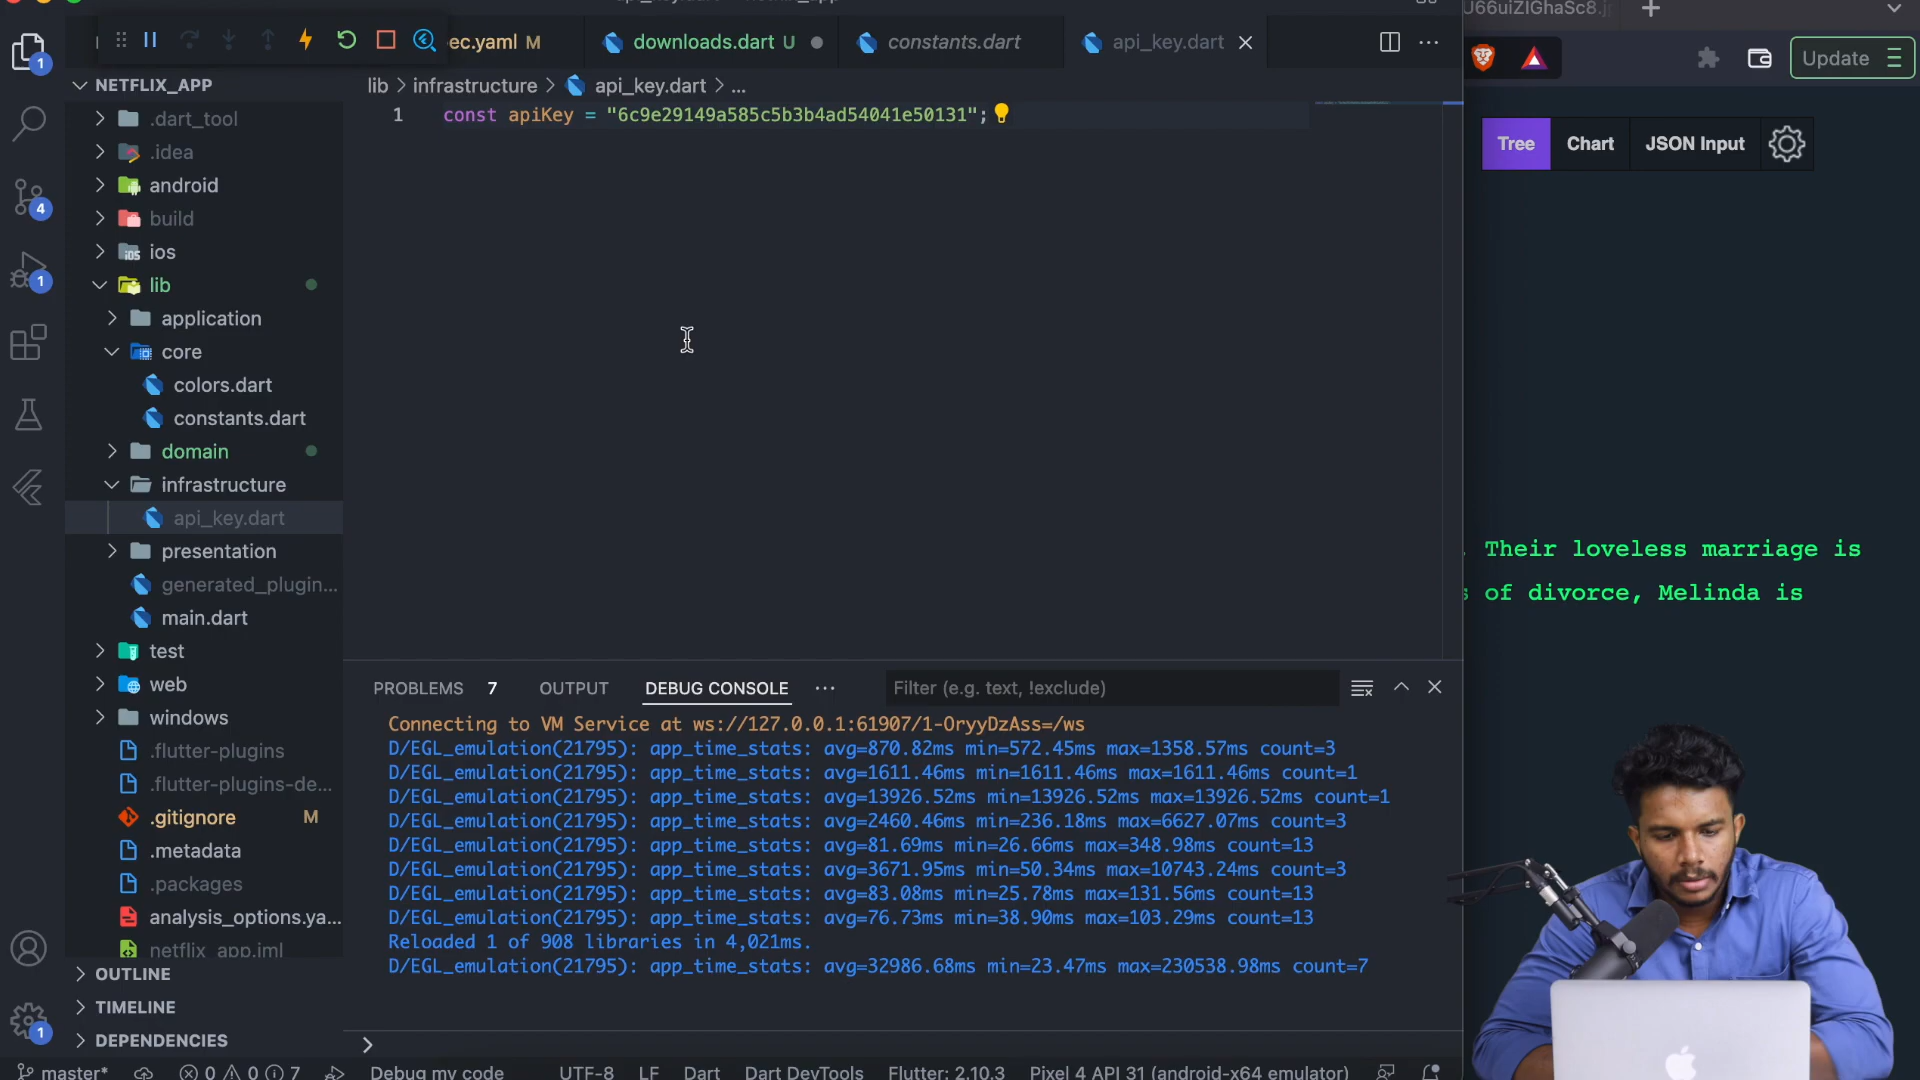 U66uiZIGhaSc8.j
ec.yaml M
downloads.dart U
constants.dart
api_key.dart
Update
NETFLIX_APP
lib > infrastructure > api_key.dart > ...
1 const apiKey = "6c9e29149a585c5b3b4ad54041e50131";
.dart_tool
.idea
android
build
ios
lib
application
core
colors.dart
constants.dart
domain
infrastructure
api_key.dart
presentation
generated_plugin...
main.dart
test
web
windows
.flutter-plugins
.flutter-plugins-de...
.gitignore M
.metadata
.packages
analysis_options.ya...
netflix_app.iml
OUTLINE
TIMELINE
DEPENDENCIES
1
4
1
1
Tree Chart JSON Input
. Their loveless marriage is
s of divorce, Melinda is
PROBLEMS 7 OUTPUT DEBUG CONSOLE ... Filter (e.g. text, !exclude)
Connecting to VM Service at ws://127.0.0.1:61907/1-OryyDzAss=/ws
D/EGL_emulation(21795): app_time_stats: avg=870.82ms min=572.45ms max=1358.57ms count=3
D/EGL_emulation(21795): app_time_stats: avg=1611.46ms min=1611.46ms max=1611.46ms count=1
D/EGL_emulation(21795): app_time_stats: avg=13926.52ms min=13926.52ms max=13926.52ms count=1
D/EGL_emulation(21795): app_time_stats: avg=2460.46ms min=236.18ms max=6627.07ms count=3
D/EGL_emulation(21795): app_time_stats: avg=81.69ms min=26.66ms max=348.98ms count=13
D/EGL_emulation(21795): app_time_stats: avg=3671.95ms min=50.34ms max=10743.24ms count=3
D/EGL_emulation(21795): app_time_stats: avg=83.08ms min=25.78ms max=131.56ms count=13
D/EGL_emulation(21795): app_time_stats: avg=76.73ms min=38.90ms max=103.29ms count=13
Reloaded 1 of 908 libraries in 4,021ms.
D/EGL_emulation(21795): app_time_stats: avg=32986.68ms min=23.47ms max=230538.98ms count=7
>
master* 0 0 7 Debug my code UTF-8 LF Dart Dart DevTools Flutter: 2.10.3 Pixel 4 API 31 (android-x64 emulator)